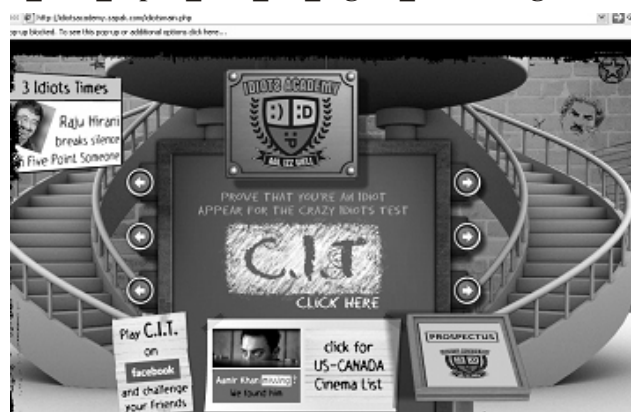 http://idiotsacademy.zapak.com/idiotsmain.php
pop-up blocked. To see this pop-up or additional options click here...
3 Idiots Times
Raju Hirani
breaks silence
Five Point Someone
IDIOTS ACADEMY
:) :D
:P
AAL IZZ WELL
PROVE THAT YOU'RE AN IDIOT
APPEAR FOR THE CRAZY IDIOTS TEST
C.I.T
CLICK HERE
Play C.I.T.
on
facebook
and challenge
your friends
Aamir Khan missing!
We found him
click for
US-CANADA
Cinema List
PROSPECTUS